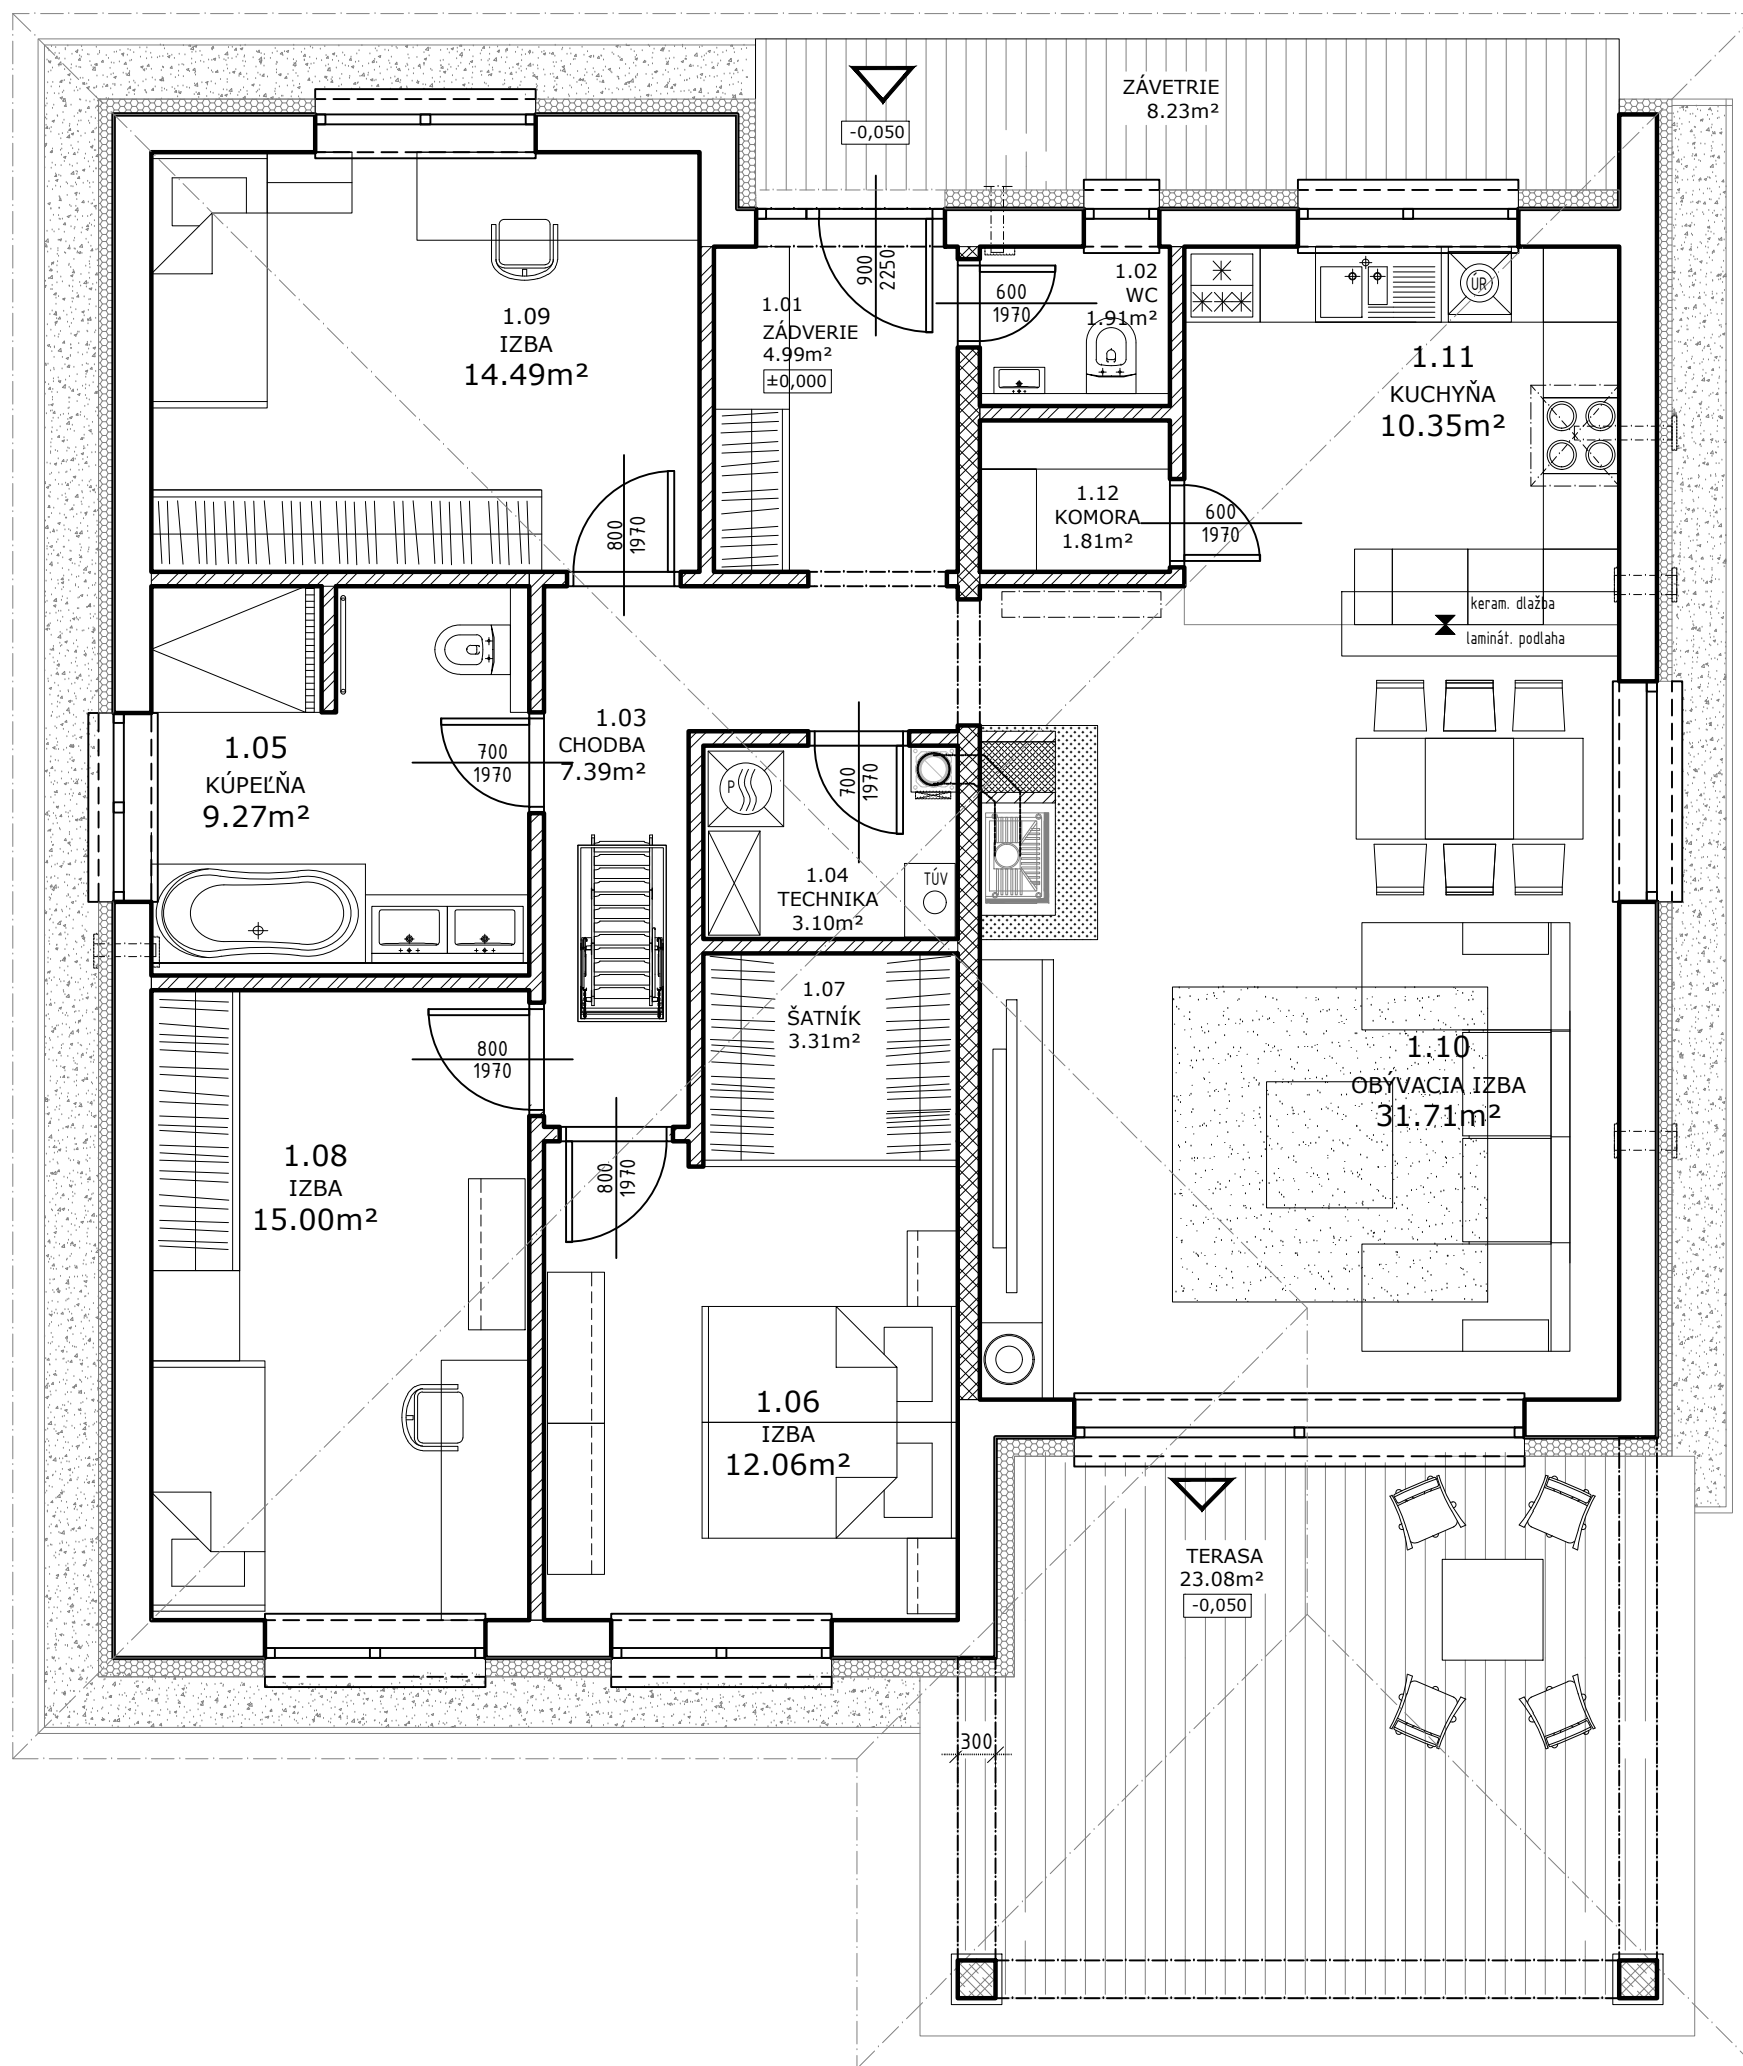 ZÁVETRIE
8.23m²
-0,050
900
2250
1.02
WC
1.91m²
600
1970
1.01
ZÁDVERIE
4.99m²
±0,000
1.09
IZBA
14.49m²
800
1970
ÚR
1.11
KUCHYŇA
10.35m²
1.12
KOMORA
1.81m²
600
1970
keram. dlažba
laminát. podlaha
1.03
CHODBA
7.39m²
1.05
KÚPEĽŇA
9.27m²
700
1970
700
1970
P
1.04
TECHNIKA
3.10m²
TÚV
1.07
ŠATNÍK
3.31m²
800
1970
1.10
OBÝVACIA IZBA
31.71m²
1.08
IZBA
15.00m²
800
1970
1.06
IZBA
12.06m²
TERASA
23.08m²
-0,050
300